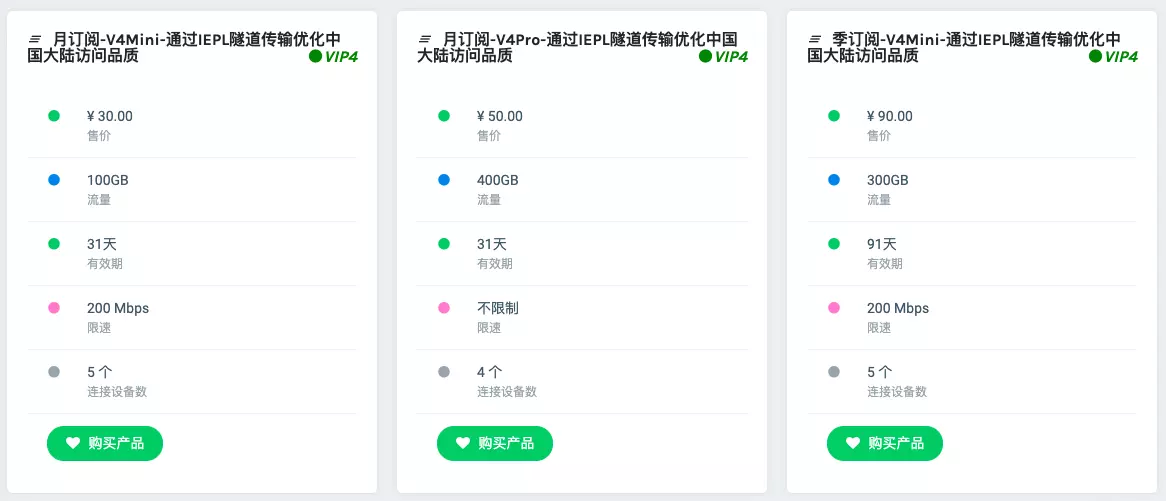 月订阅-V4Mini-通过IEPL隧道传输优化中
国大陆访问品质
VIP4
¥ 30.00
售价
100GB
流量
31天
有效期
200 Mbps
限速
5 个
连接设备数
购买产品
月订阅-V4Pro-通过IEPL隧道传输优化中国
大陆访问品质
VIP4
¥ 50.00
售价
400GB
流量
31天
有效期
不限制
限速
4 个
连接设备数
购买产品
季订阅-V4Mini-通过IEPL隧道传输优化中
国大陆访问品质
VIP4
¥ 90.00
售价
300GB
流量
91天
有效期
200 Mbps
限速
5 个
连接设备数
购买产品